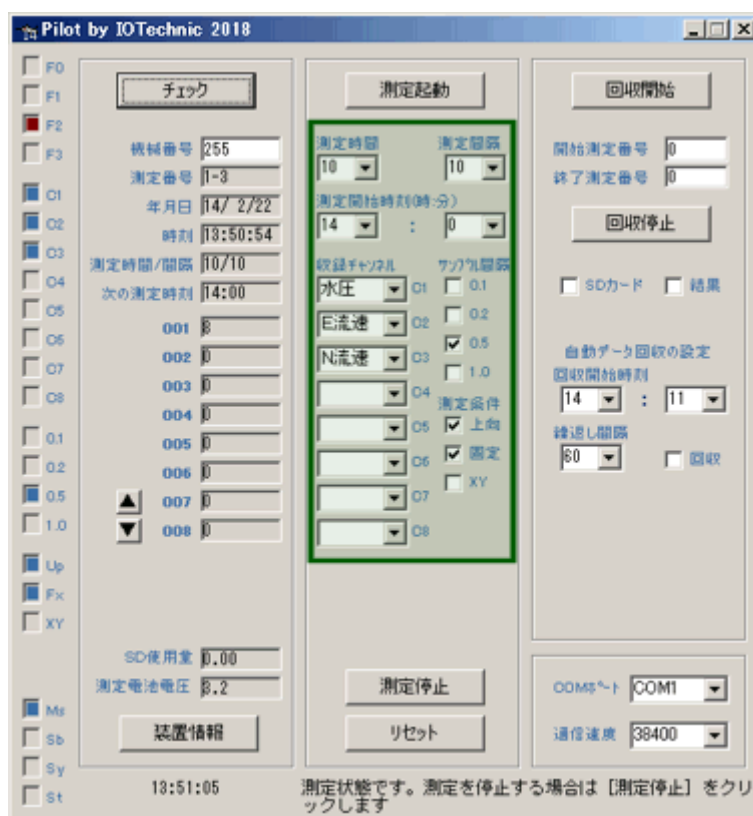 Pilot by IOTechnic 2018
F0
F1
F2
F3
C1
C2
C3
C4
C5
C6
C7
C8
0.1
0.2
0.5
1.0
Up
Fx
XY
Ms
Sb
Sy
St
チェック
機械番号 255
測定番号 1-3
年月日 14/ 2/22
時刻 13:50:54
測定時間/間隔 10/10
次の測定時刻 14:00
001 8
002 0
003 0
004 0
005 0
006 0
007 0
008 0
SD使用量 0.00
測定電池電圧 3.2
装置情報
13:51:05
測定起動
測定時間 測定間隔
10 10
測定開始時刻(時:分)
14 : 0
収録チャンネル サンプル間隔
水圧 C1 0.1
E流速 C2 0.2
N流速 C3 0.5
1.0
C4
測定条件
C5 上向
C6 固定
C7 XY
C8
測定停止
リセット
回収開始
開始測定番号 0
終了測定番号 0
回収停止
SDカード 結果
自動データ回収の設定
回収開始時刻
14 : 11
繰返し間隔
60 回収
COMポート COM1
通信速度 38400
測定状態です。測定を停止する場合は [測定停止] をクリ
ックします